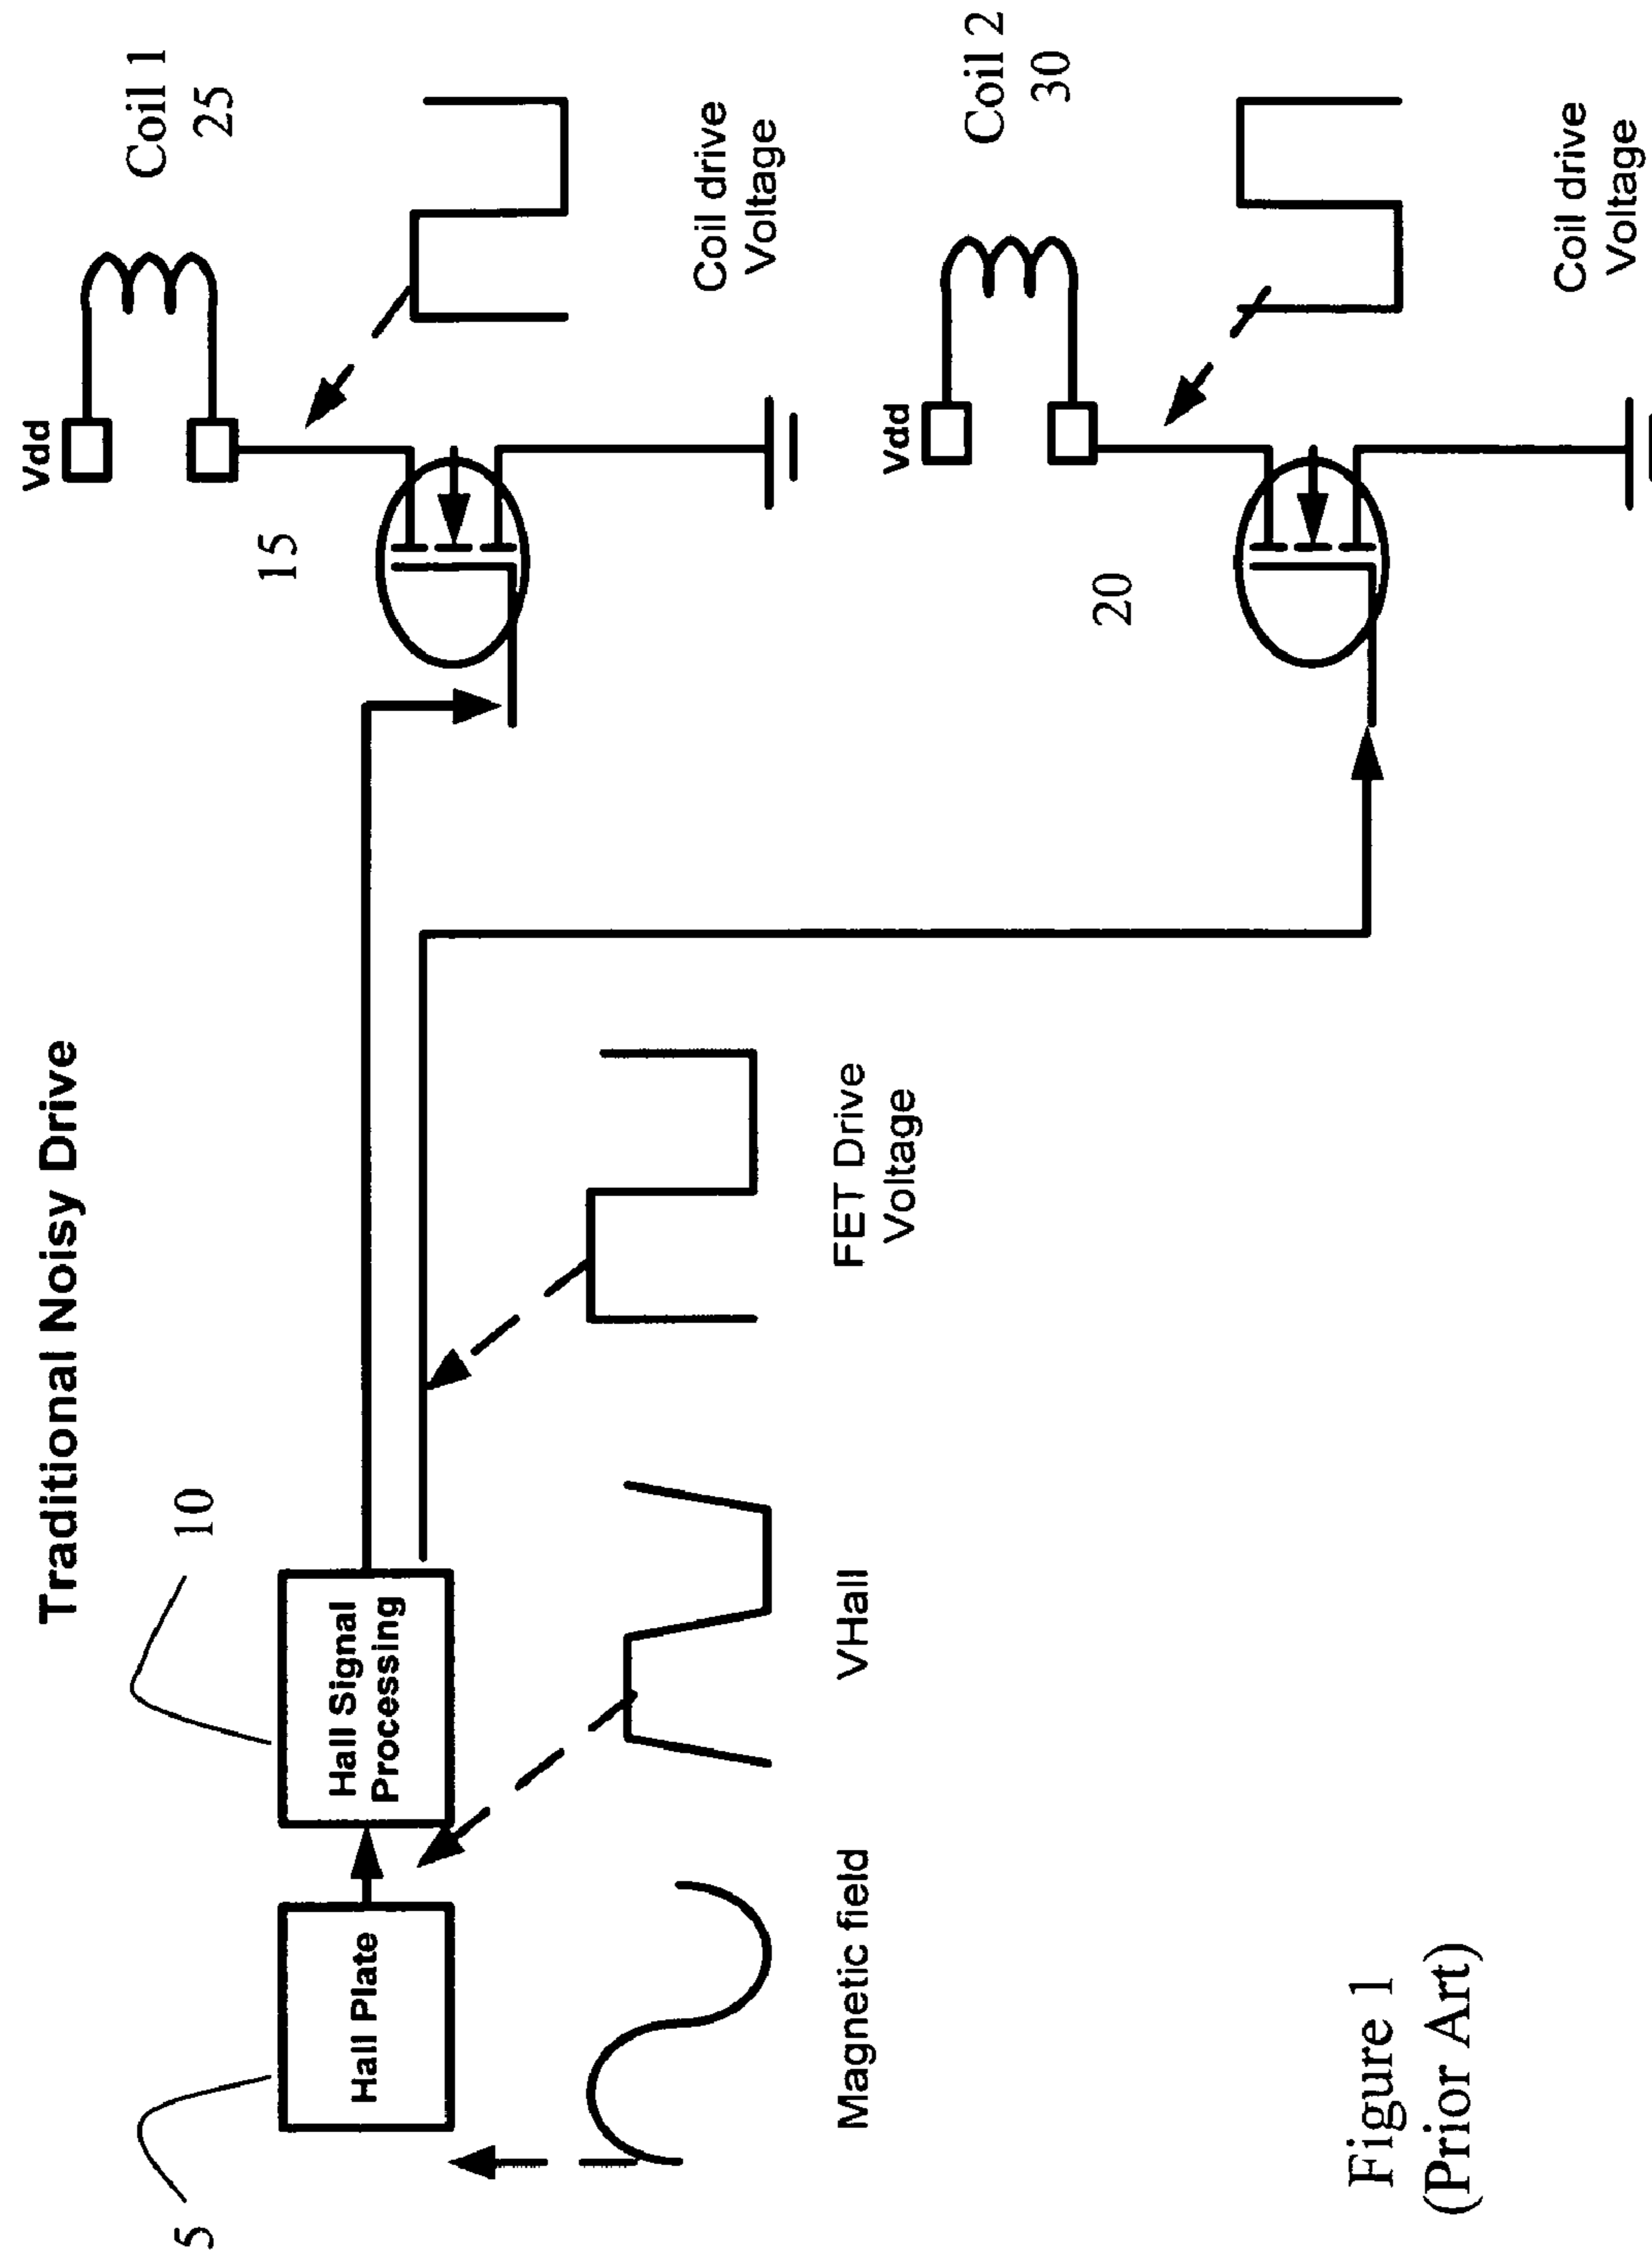 Traditional Noisy Drive
5
10
Hall Plate
Hall Signal
Processing
Magnetic field
VHall
FET Drive
Voltage
15
Vdd
Coil 1
25
Coil drive
Voltage
20
Vdd
Coil 2
30
Coil drive
Voltage
Figure 1
(Prior Art)